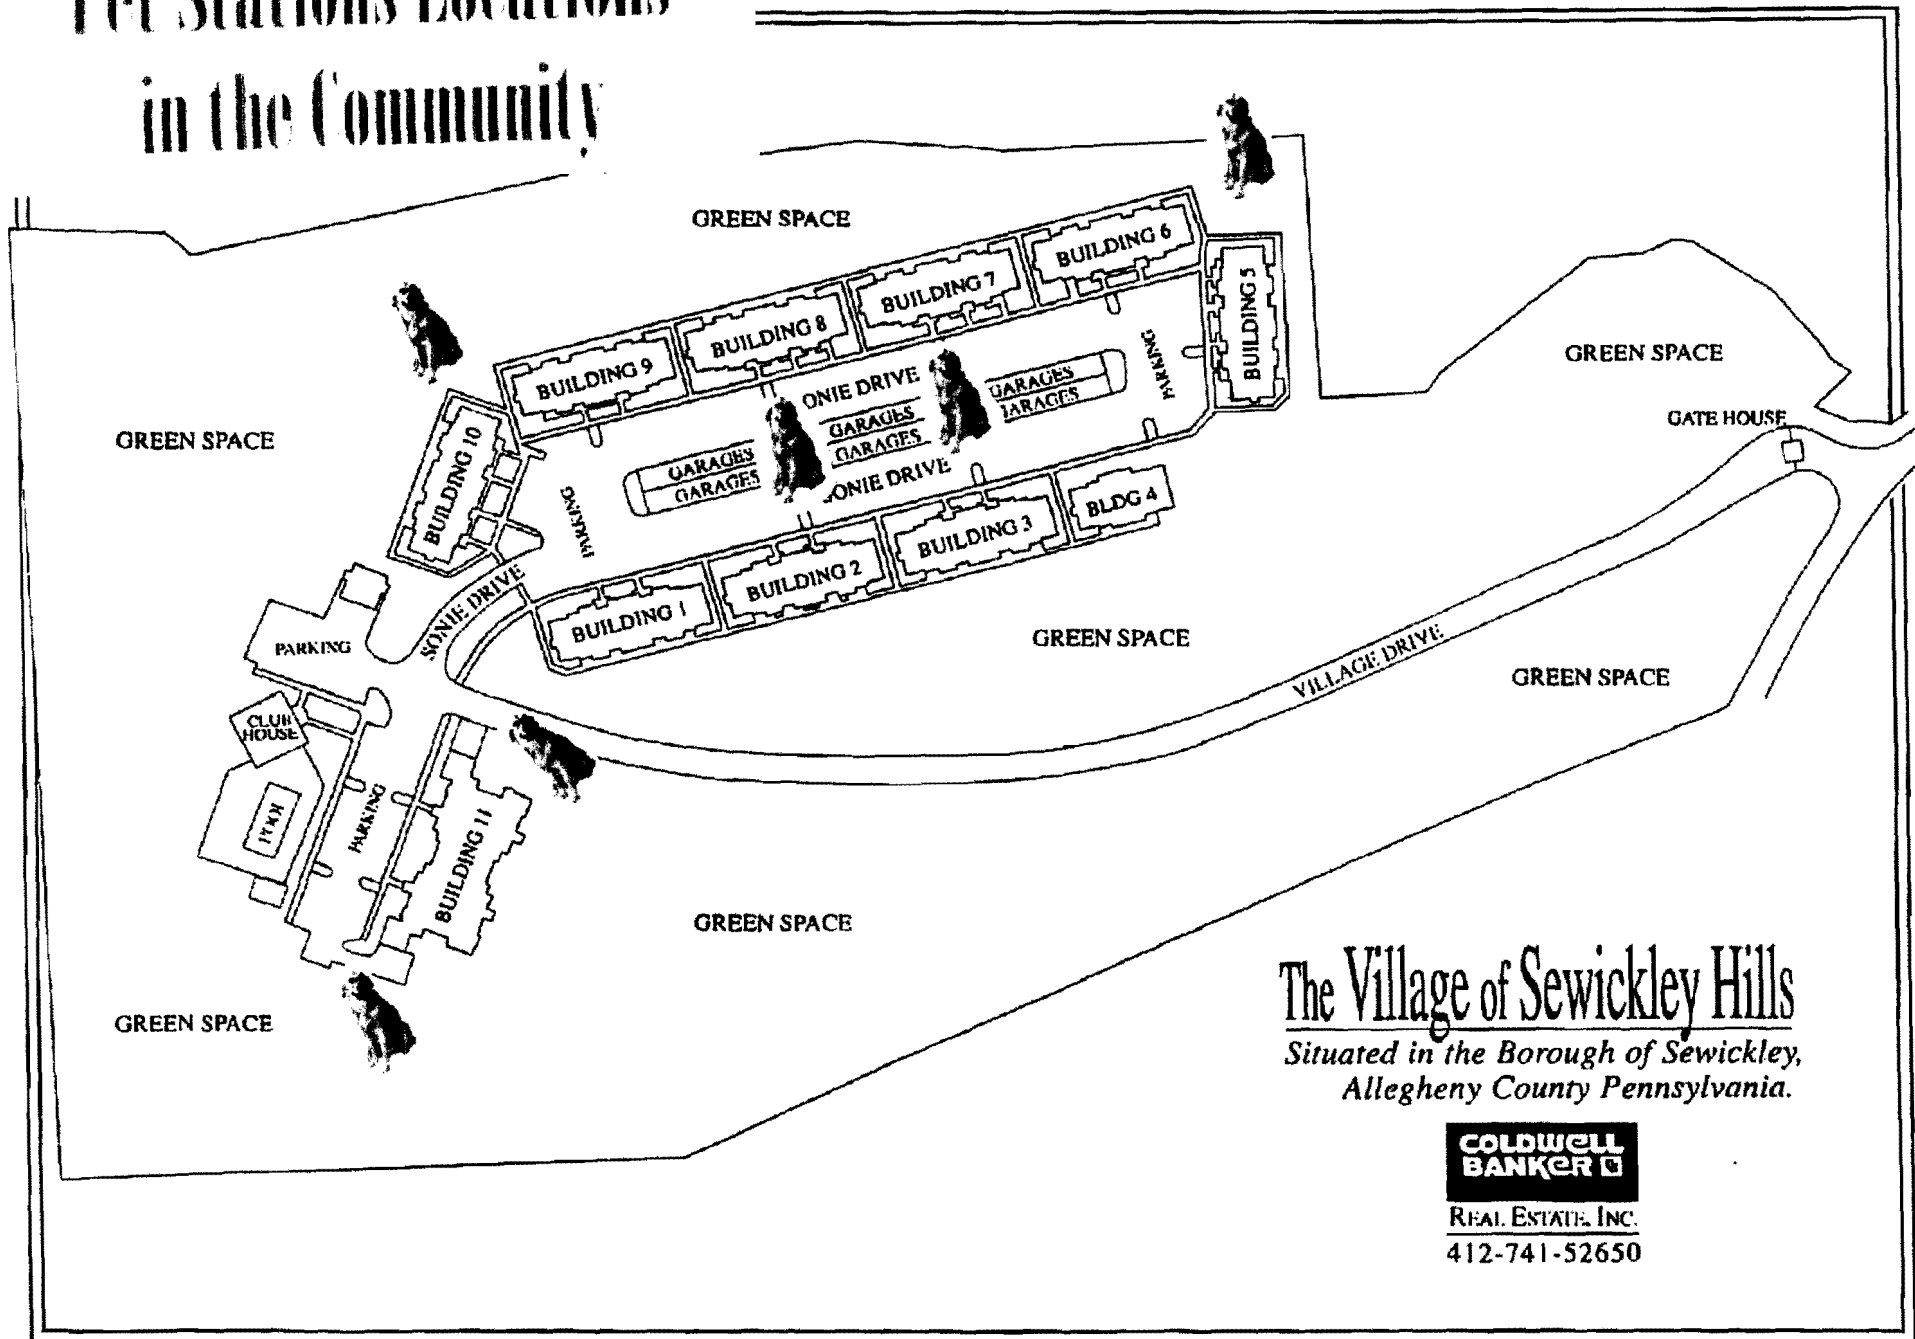 Pet Stations Locations
in the Community
GREEN SPACE
BUILDING 6
BUILDING 7
BUILDING 5
BUILDING 8
BUILDING 9
PARKING
GREEN SPACE
ONIE DRIVE
GARAGES
GARAGES
GARAGES
ARAGES
GARAGES
GATE HOUSE
GREEN SPACE
BUILDING 10
GARAGES
GARAGES
ONIE DRIVE
PARKING
BLDG 4
BUILDING 3
BUILDING 2
BUILDING 1
SONIE DRIVE
PARKING
GREEN SPACE
VILLAGE DRIVE
GREEN SPACE
CLUB
HOUSE
POOL
PARKING
BUILDING 11
GREEN SPACE
GREEN SPACE
The Village of Sewickley Hills
Situated in the Borough of Sewickley,
Allegheny County Pennsylvania.
COLDWELL
BANKER
REAL ESTATE, INC.
412-741-52650